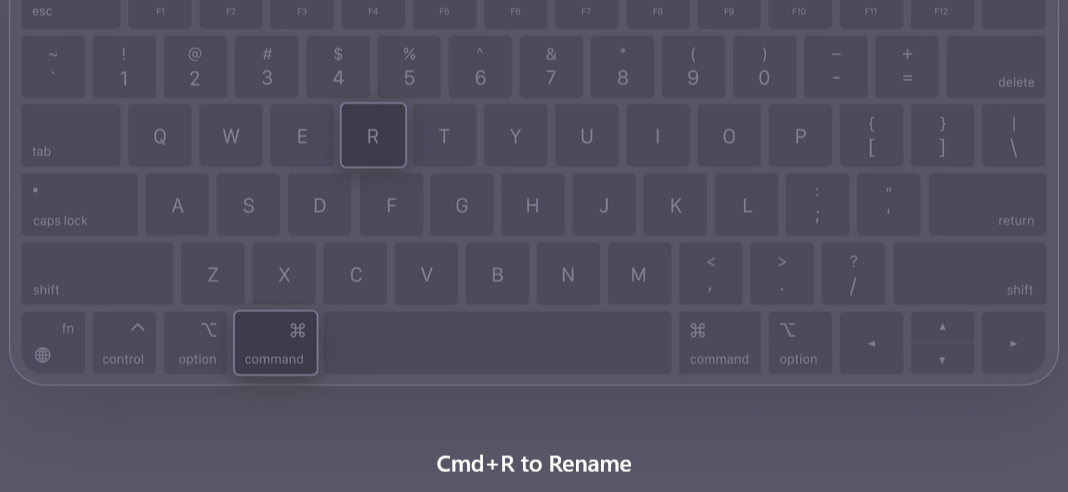 esc F1 F2 F3 F4 F5 F6 F7 F8 F9 F10 F11 F12
~ ! @ # $ % ^ & * ( ) – +
` 1 2 3 4 5 6 7 8 9 0 - = delete
tab Q W E R T Y U I O P { } |
[ ] \
caps lock A S D F G H J K L : "
; ' return
shift Z X C V B N M < > ?
, . / shift
fn ^ ⌥ ⌘ ⌘ ⌥ ◂ ▴ ▸
control option command command option ▾
Cmd+R to Rename